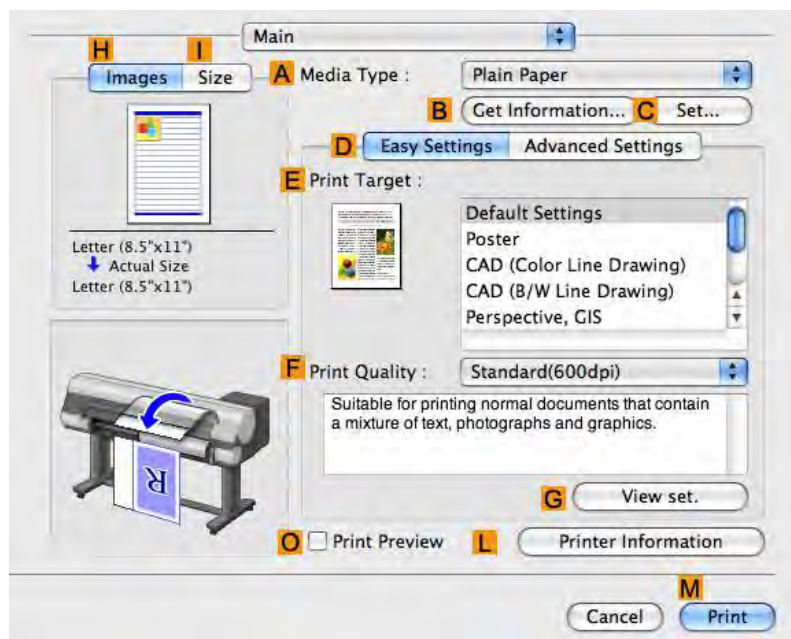 Main
H
I
Images
Size
A Media Type : Plain Paper
B Get Information... C Set...
D Easy Settings Advanced Settings
E Print Target :
Default Settings
Poster
CAD (Color Line Drawing)
CAD (B/W Line Drawing)
Perspective, GIS
Letter (8.5"x11")
Actual Size
Letter (8.5"x11")
F Print Quality : Standard(600dpi)
Suitable for printing normal documents that contain
a mixture of text, photographs and graphics.
R
G View set.
O Print Preview L Printer Information
M
Cancel Print